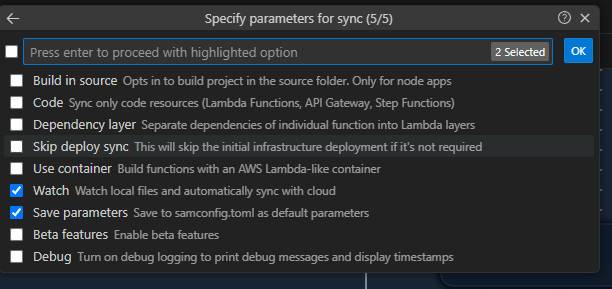 Specify parameters for sync (5/5)
Press enter to proceed with highlighted option 2 Selected OK
Build in source Opts in to build project in the source folder. Only for node apps
Code Sync only code resources (Lambda Functions, API Gateway, Step Functions)
Dependency layer Separate dependencies of individual function into Lambda layers
Skip deploy sync This will skip the initial infrastructure deployment if it's not required
Use container Build functions with an AWS Lambda-like container
Watch Watch local files and automatically sync with cloud
Save parameters Save to samconfig.toml as default parameters
Beta features Enable beta features
Debug Turn on debug logging to print debug messages and display timestamps